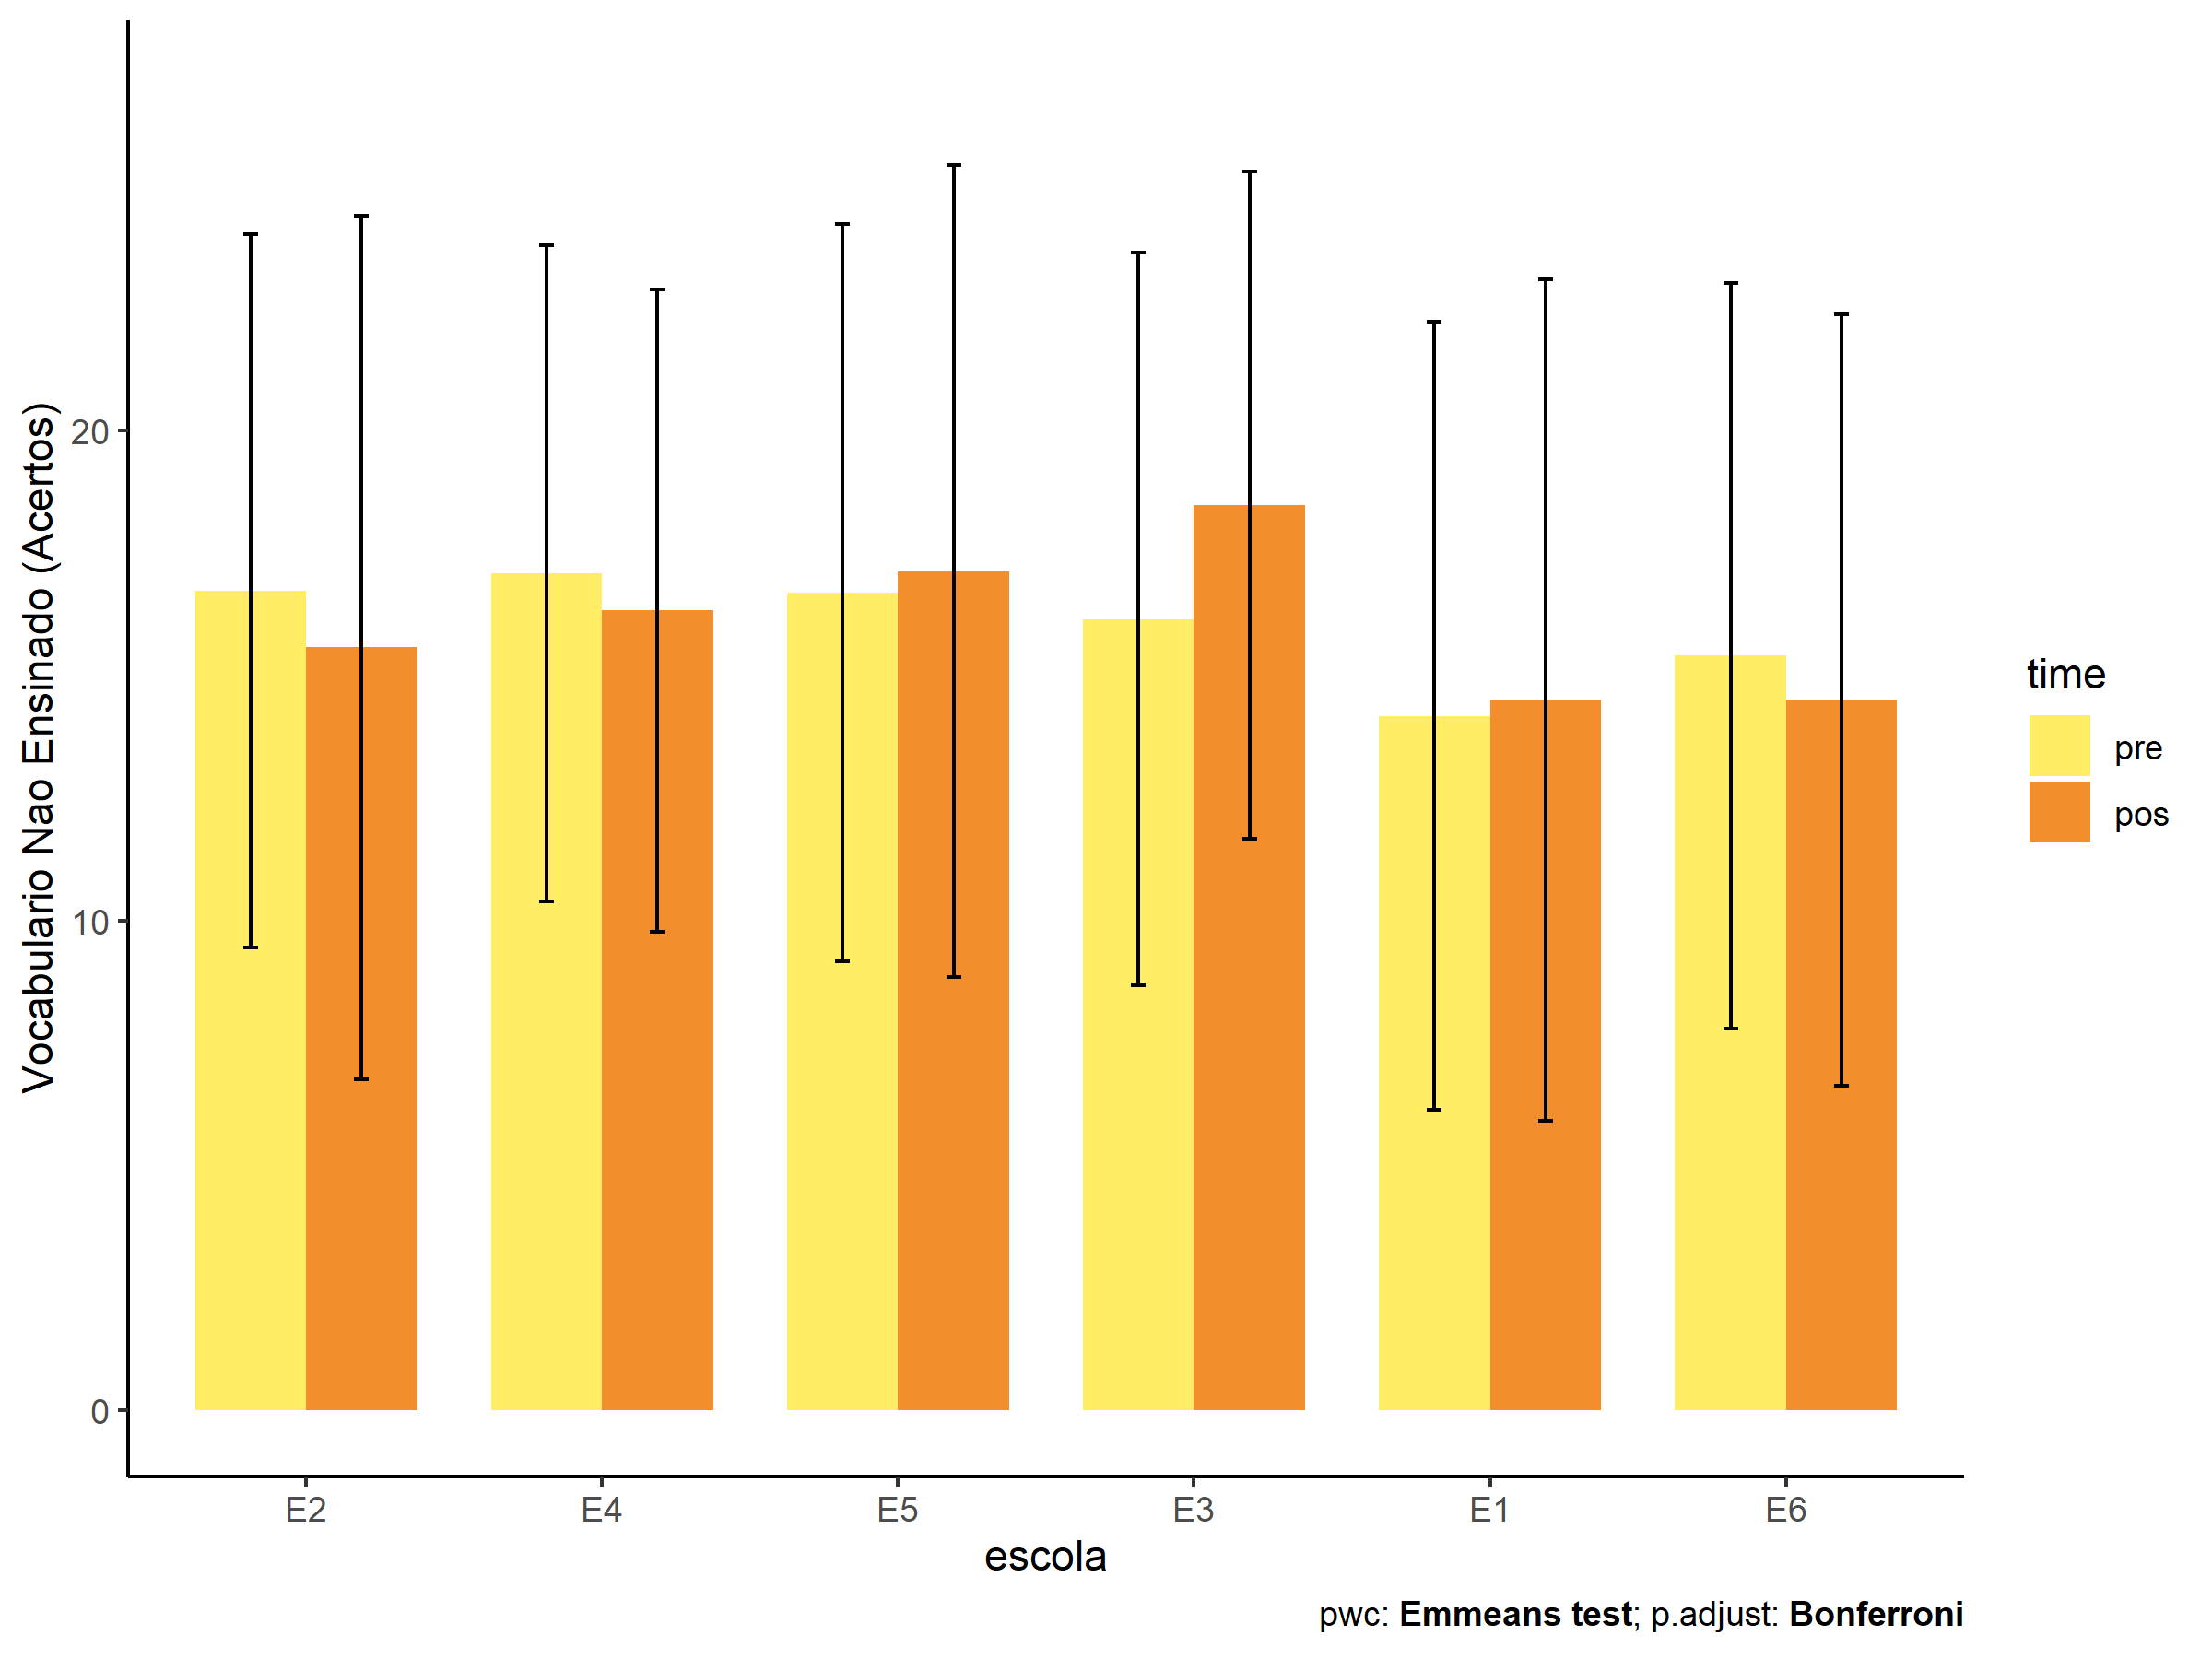 Vocabulario Nao Ensinado (Acertos)
20
10
0
E2 E4 E5 E3 E1 E6
escola
time
pre
pos
pwc: Emmeans test; p.adjust: Bonferroni